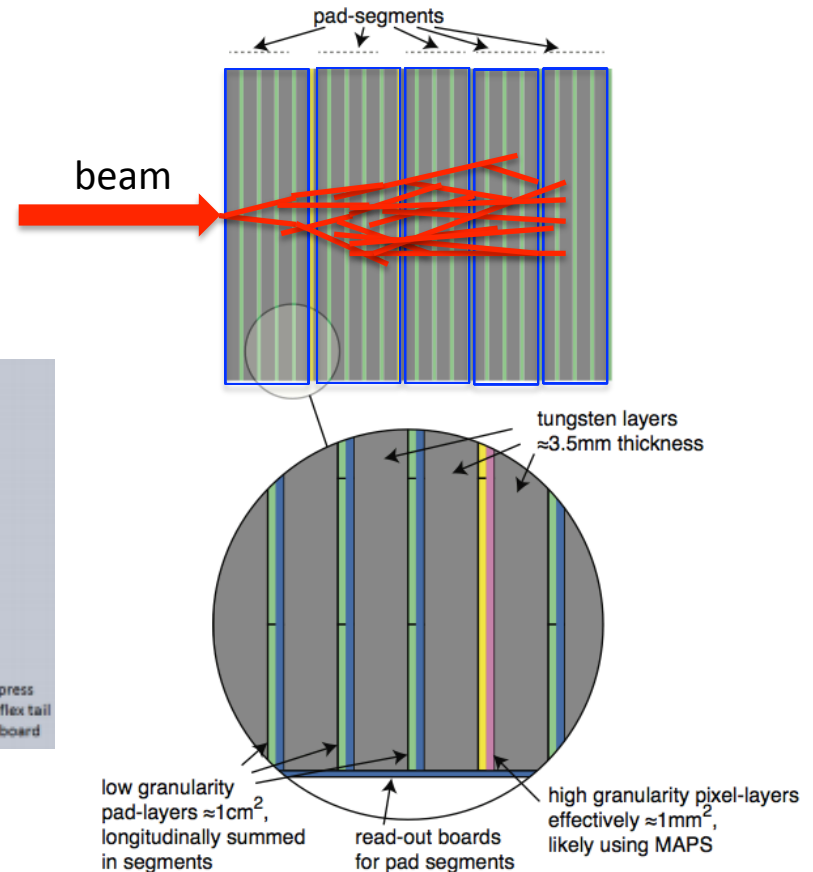 pad-segments
beam
tungsten layers
≈3.5mm thickness
press
flex tail
board
low granularity
pad-layers ≈1cm²,
longitudinally summed
in segments
read-out boards
for pad segments
high granularity pixel-layers
effectively ≈1mm²,
likely using MAPS